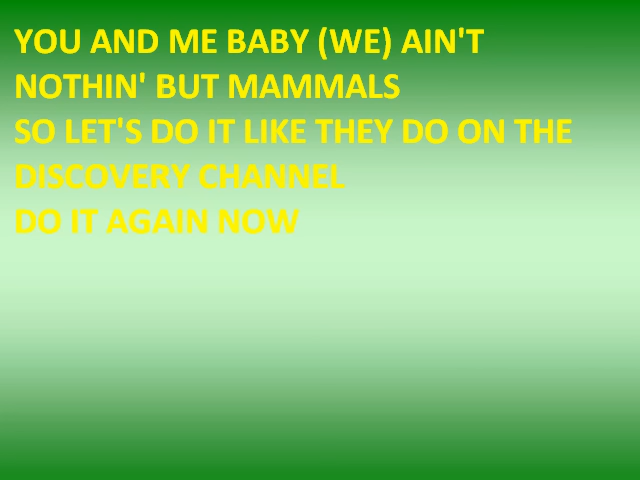 YOU AND ME BABY (WE) AIN'T
NOTHIN' BUT MAMMALS
SO LET'S DO IT LIKE THEY DO ON THE
DISCOVERY CHANNEL
DO IT AGAIN NOW